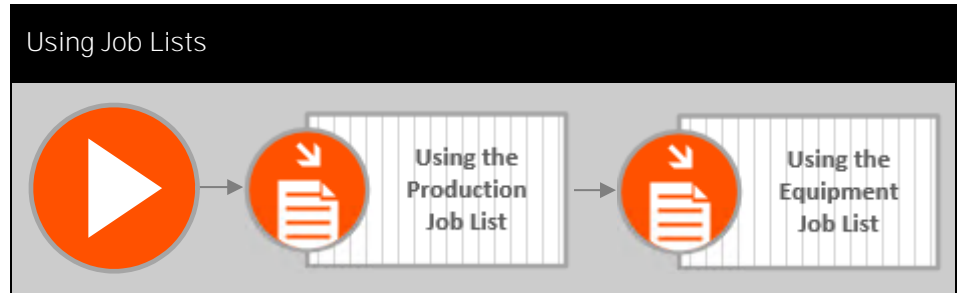 Using Job Lists
Using the
Production
Job List
Using the
Equipment
Job List